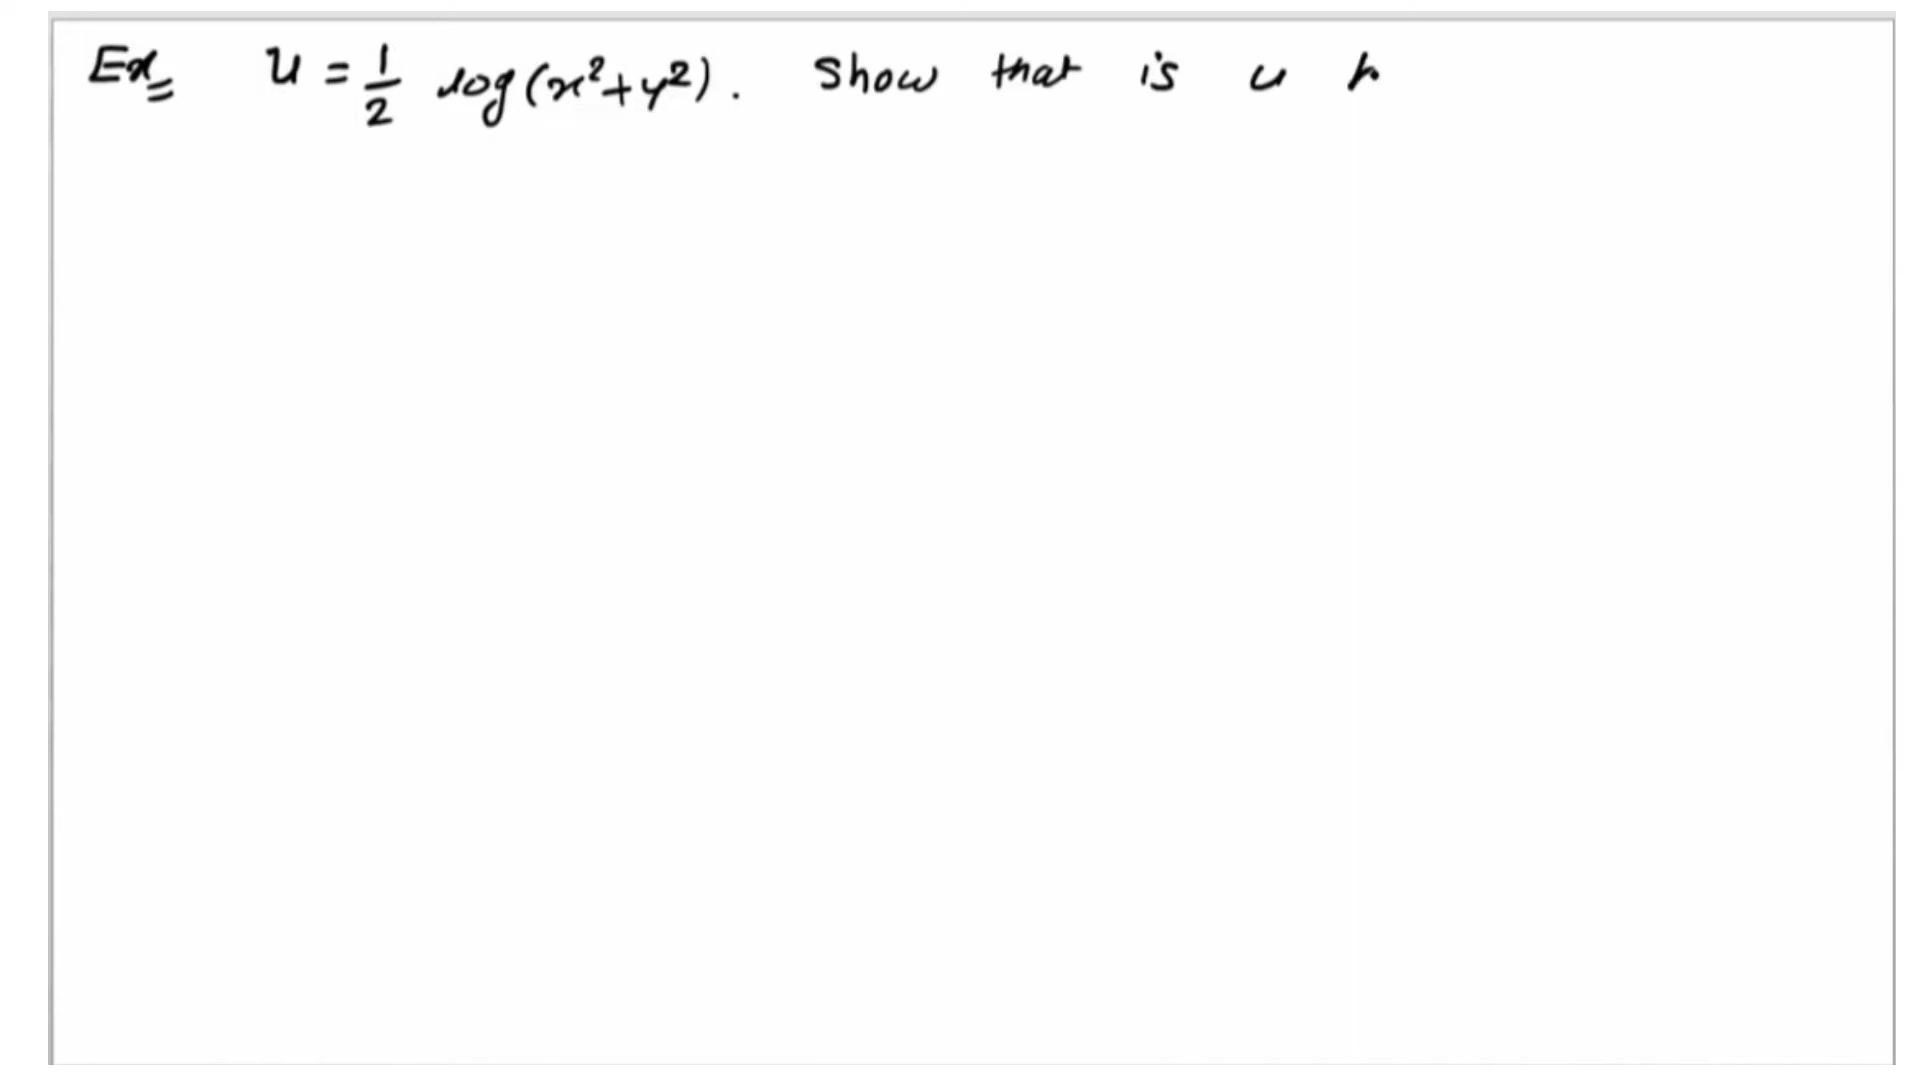 Ex u = 1/2 log(x²+y²). Show that is u h